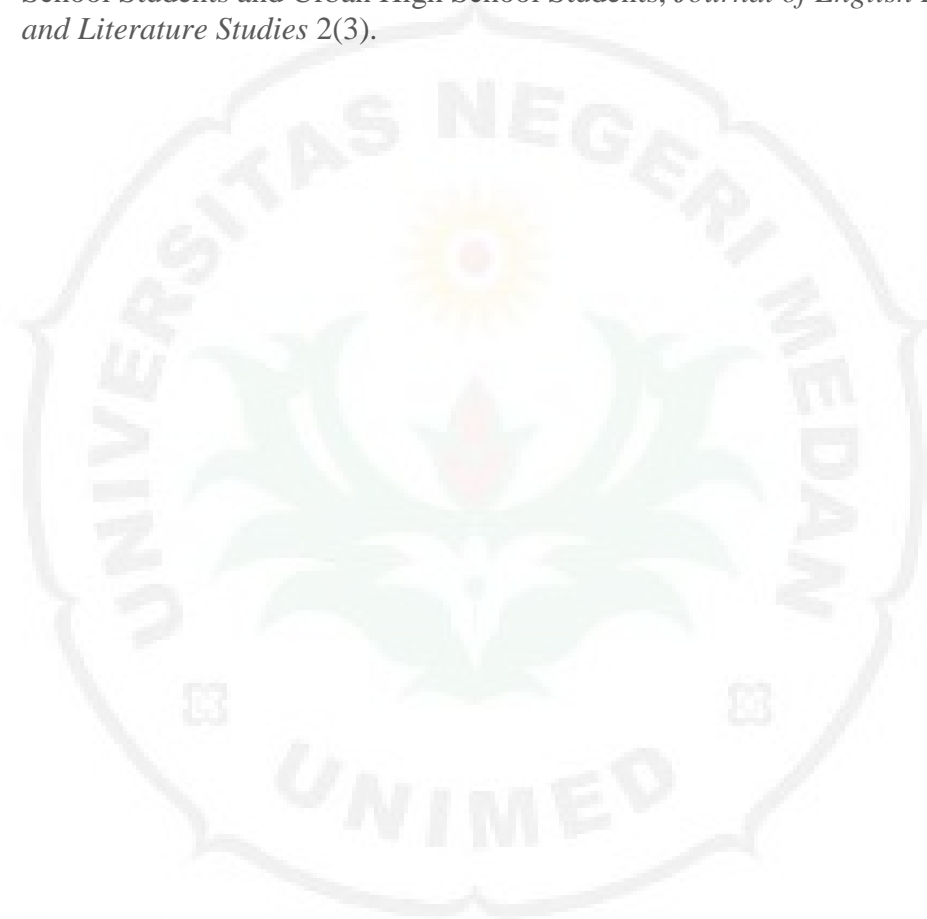 School Students and Urban High School Students, Journal of English
and Literature Studies 2(3).
UNIVERSITAS NEGERI MEDAN
UNIMED